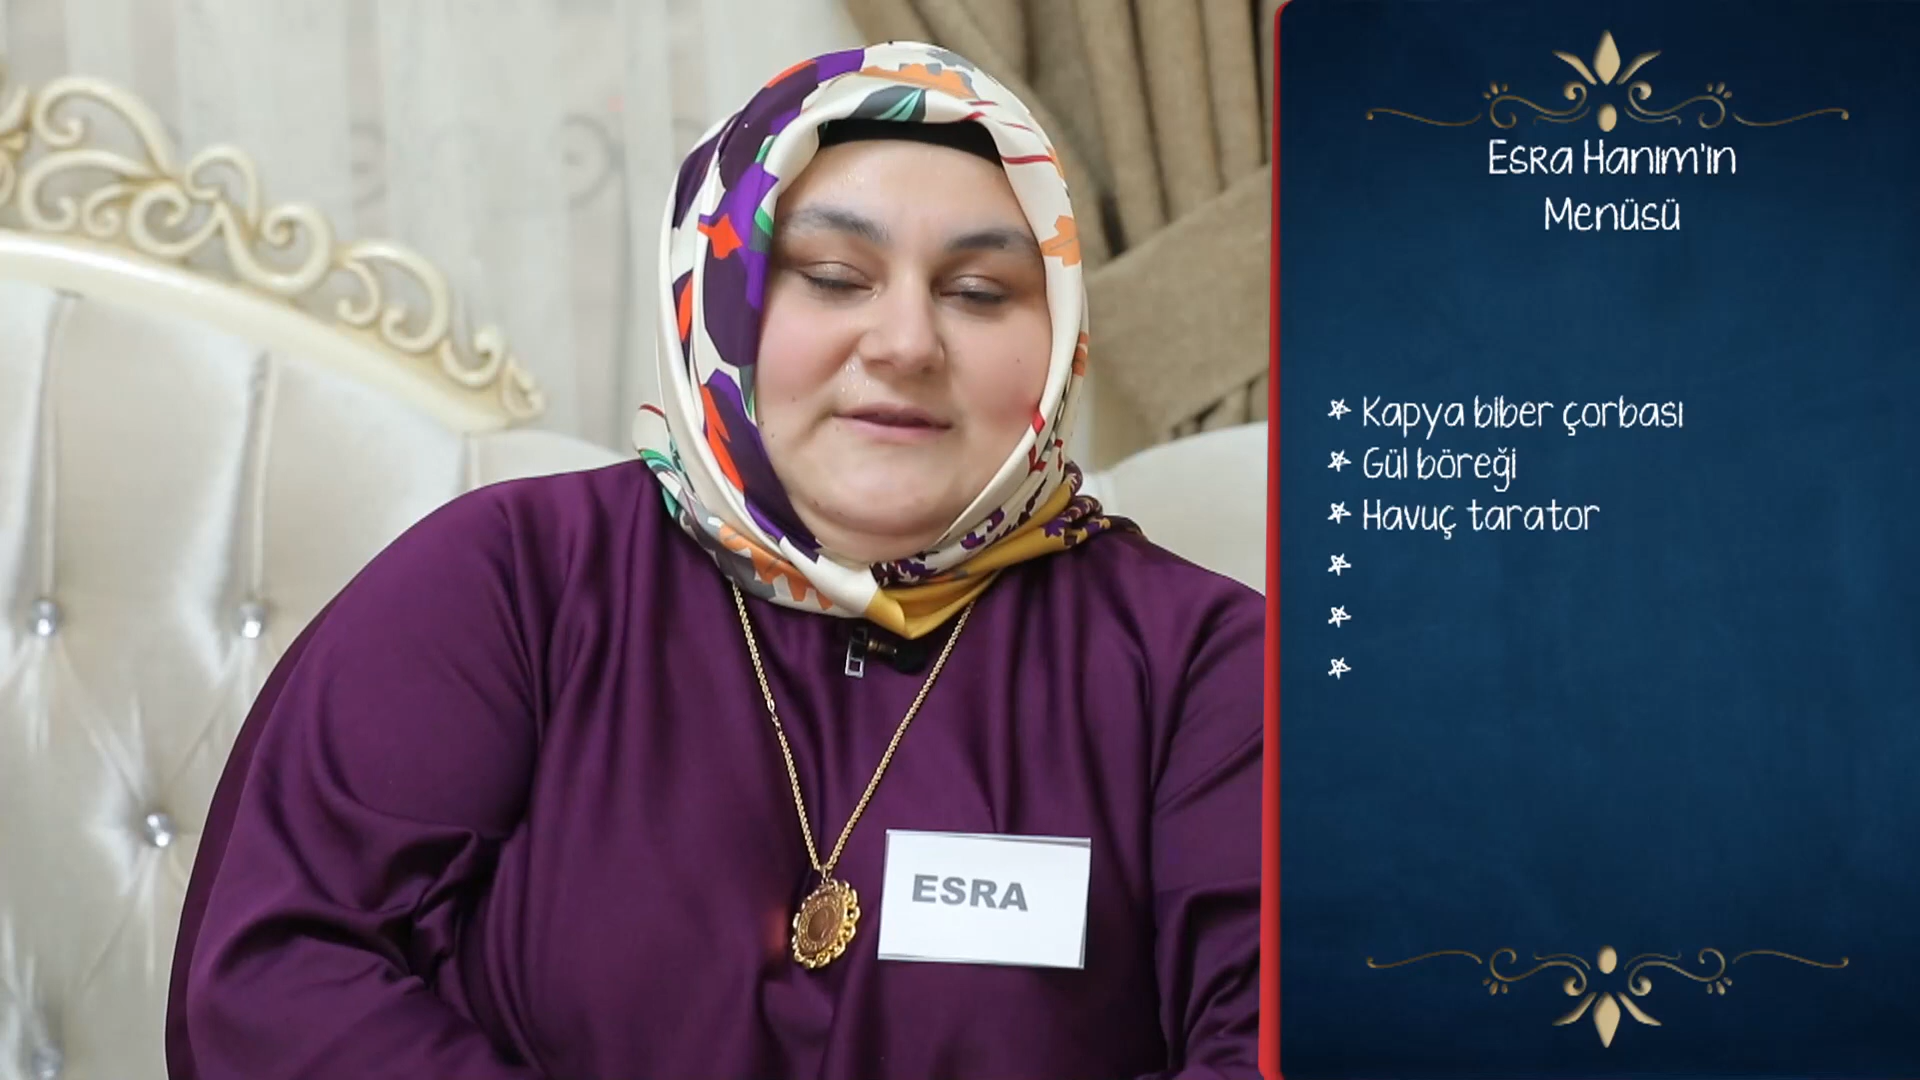 Esra Hanım'ın
Menüsü
Kapya biber çorbası
Gül böreği
Havuç tarator
ESRA